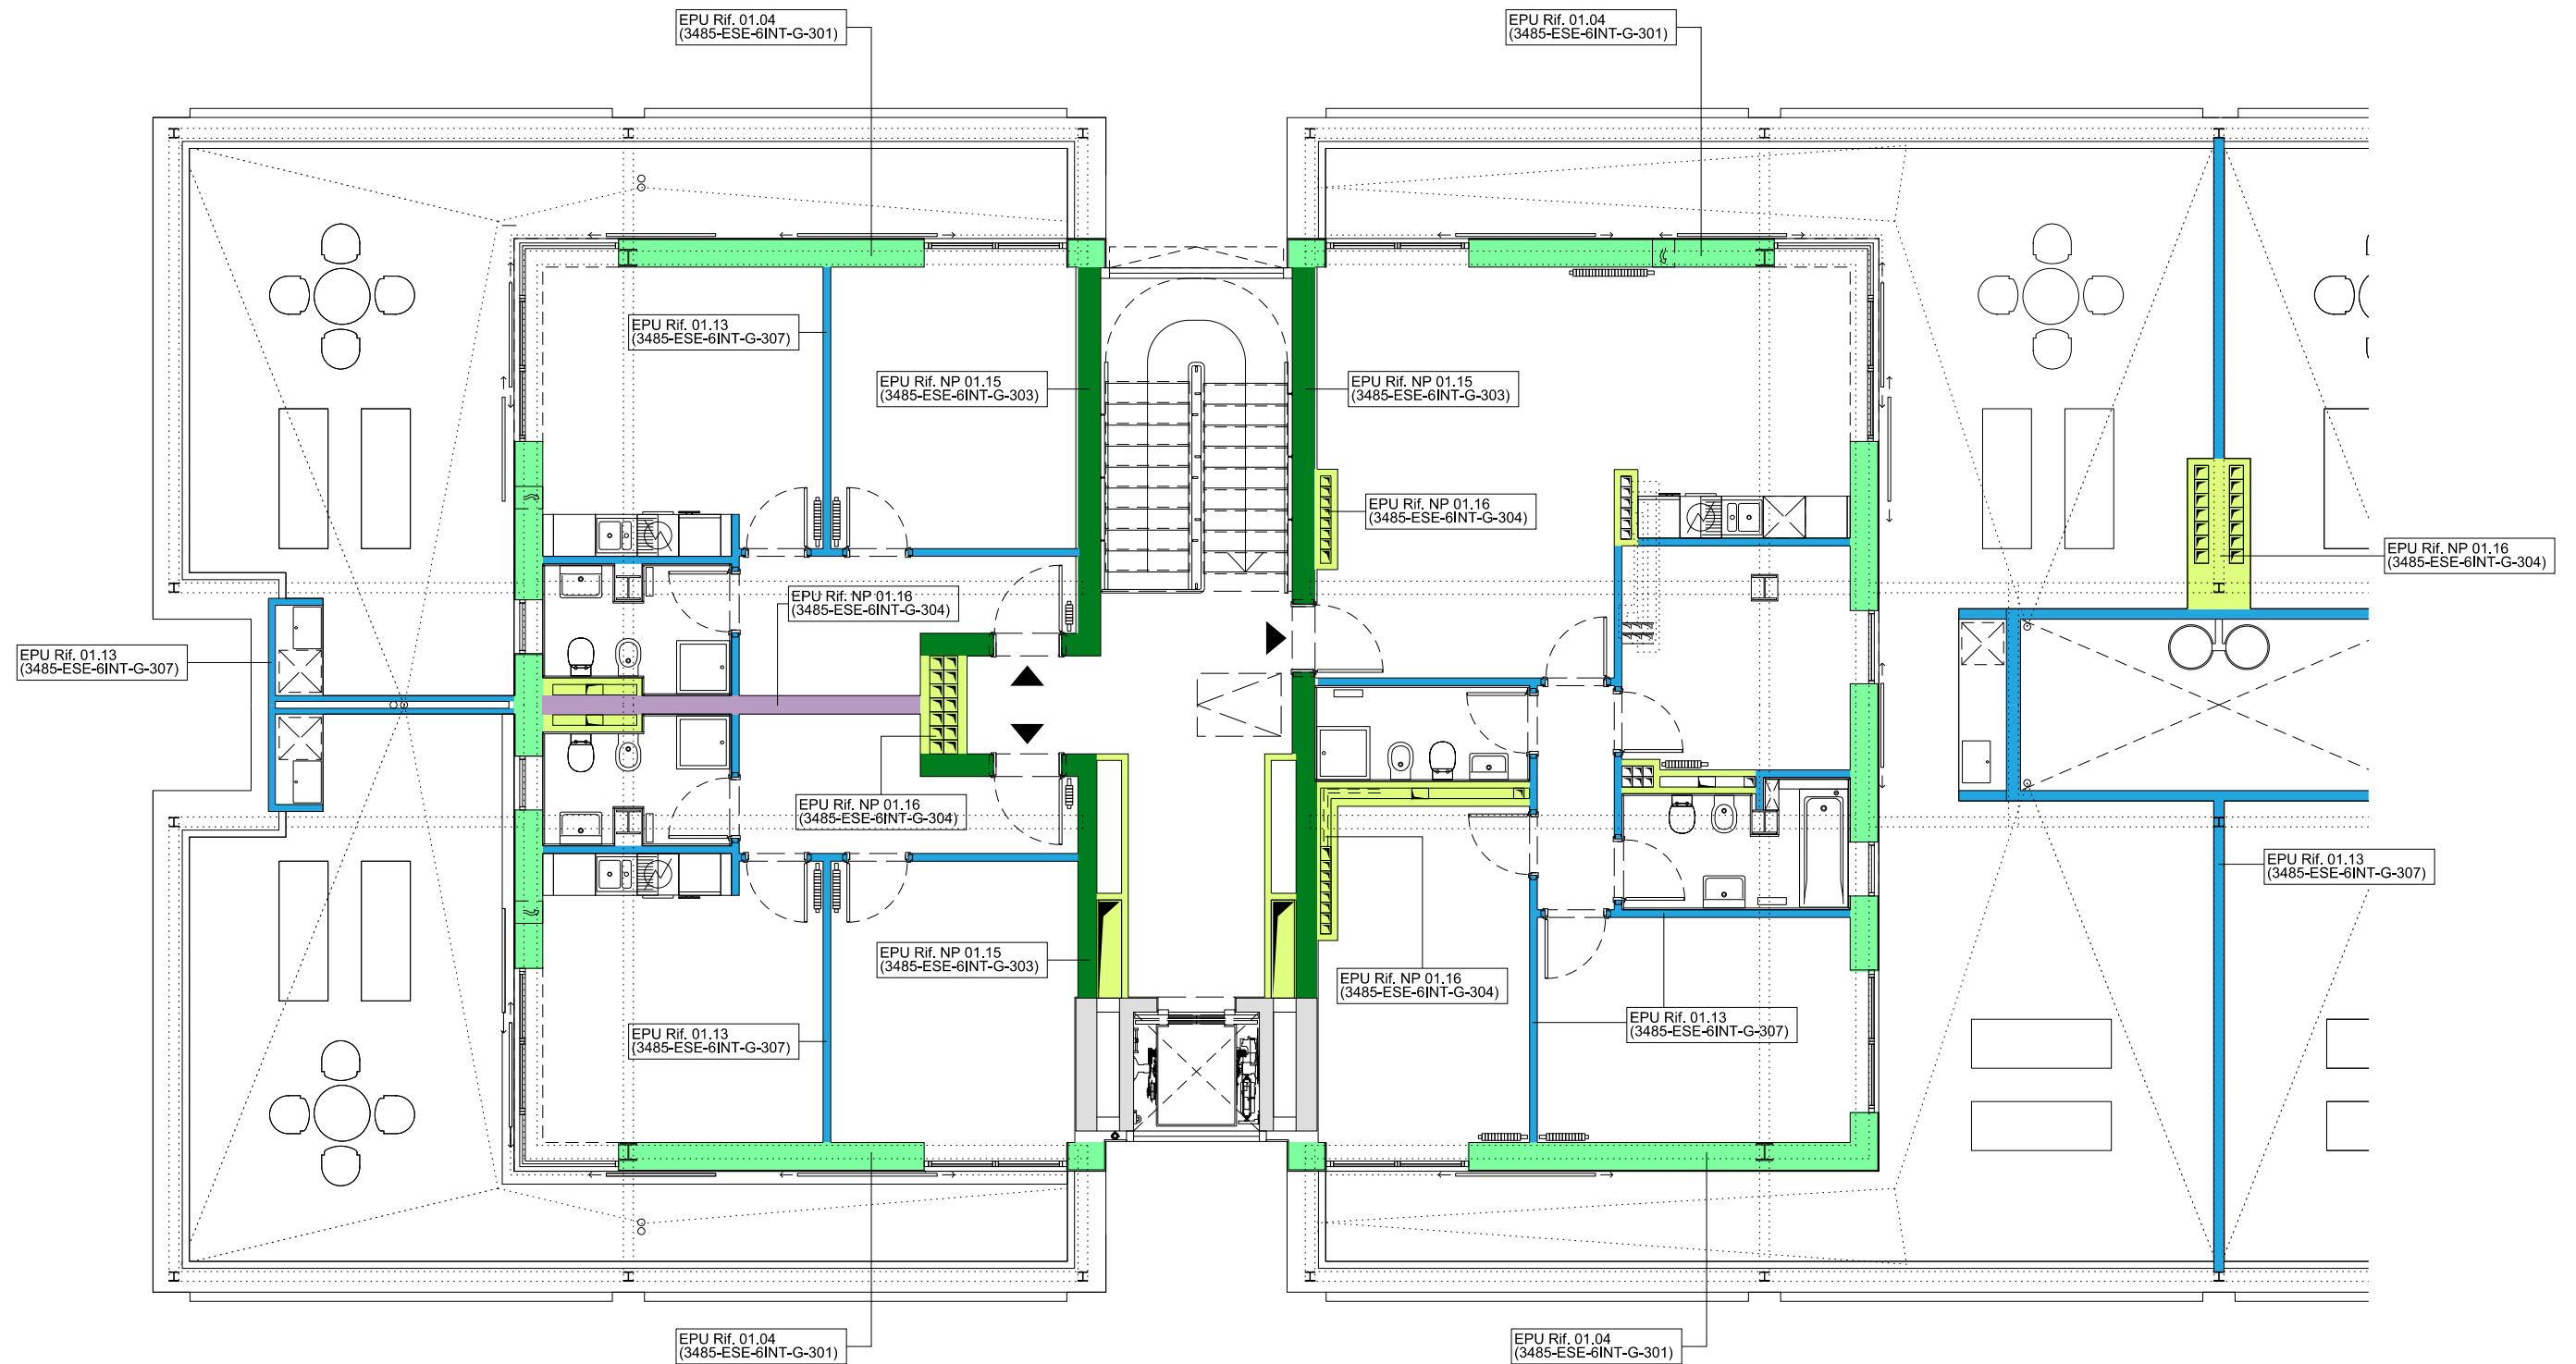 EPU Rif. 01.04
(3485-ESE-6INT-G-301)
EPU Rif. 01.04
(3485-ESE-6INT-G-301)
EPU Rif. 01.13
(3485-ESE-6INT-G-307)
EPU Rif. NP 01.15
(3485-ESE-6INT-G-303)
EPU Rif. NP 01.15
(3485-ESE-6INT-G-303)
EPU Rif. NP 01.16
(3485-ESE-6INT-G-304)
EPU Rif. NP 01.16
(3485-ESE-6INT-G-304)
EPU Rif. NP 01.16
(3485-ESE-6INT-G-304)
EPU Rif. 01.13
(3485-ESE-6INT-G-307)
EPU Rif. NP 01.16
(3485-ESE-6INT-G-304)
EPU Rif. 01.13
(3485-ESE-6INT-G-307)
EPU Rif. NP 01.15
(3485-ESE-6INT-G-303)
EPU Rif. NP 01.16
(3485-ESE-6INT-G-304)
EPU Rif. 01.13
(3485-ESE-6INT-G-307)
EPU Rif. 01.13
(3485-ESE-6INT-G-307)
EPU Rif. 01.04
(3485-ESE-6INT-G-301)
EPU Rif. 01.04
(3485-ESE-6INT-G-301)